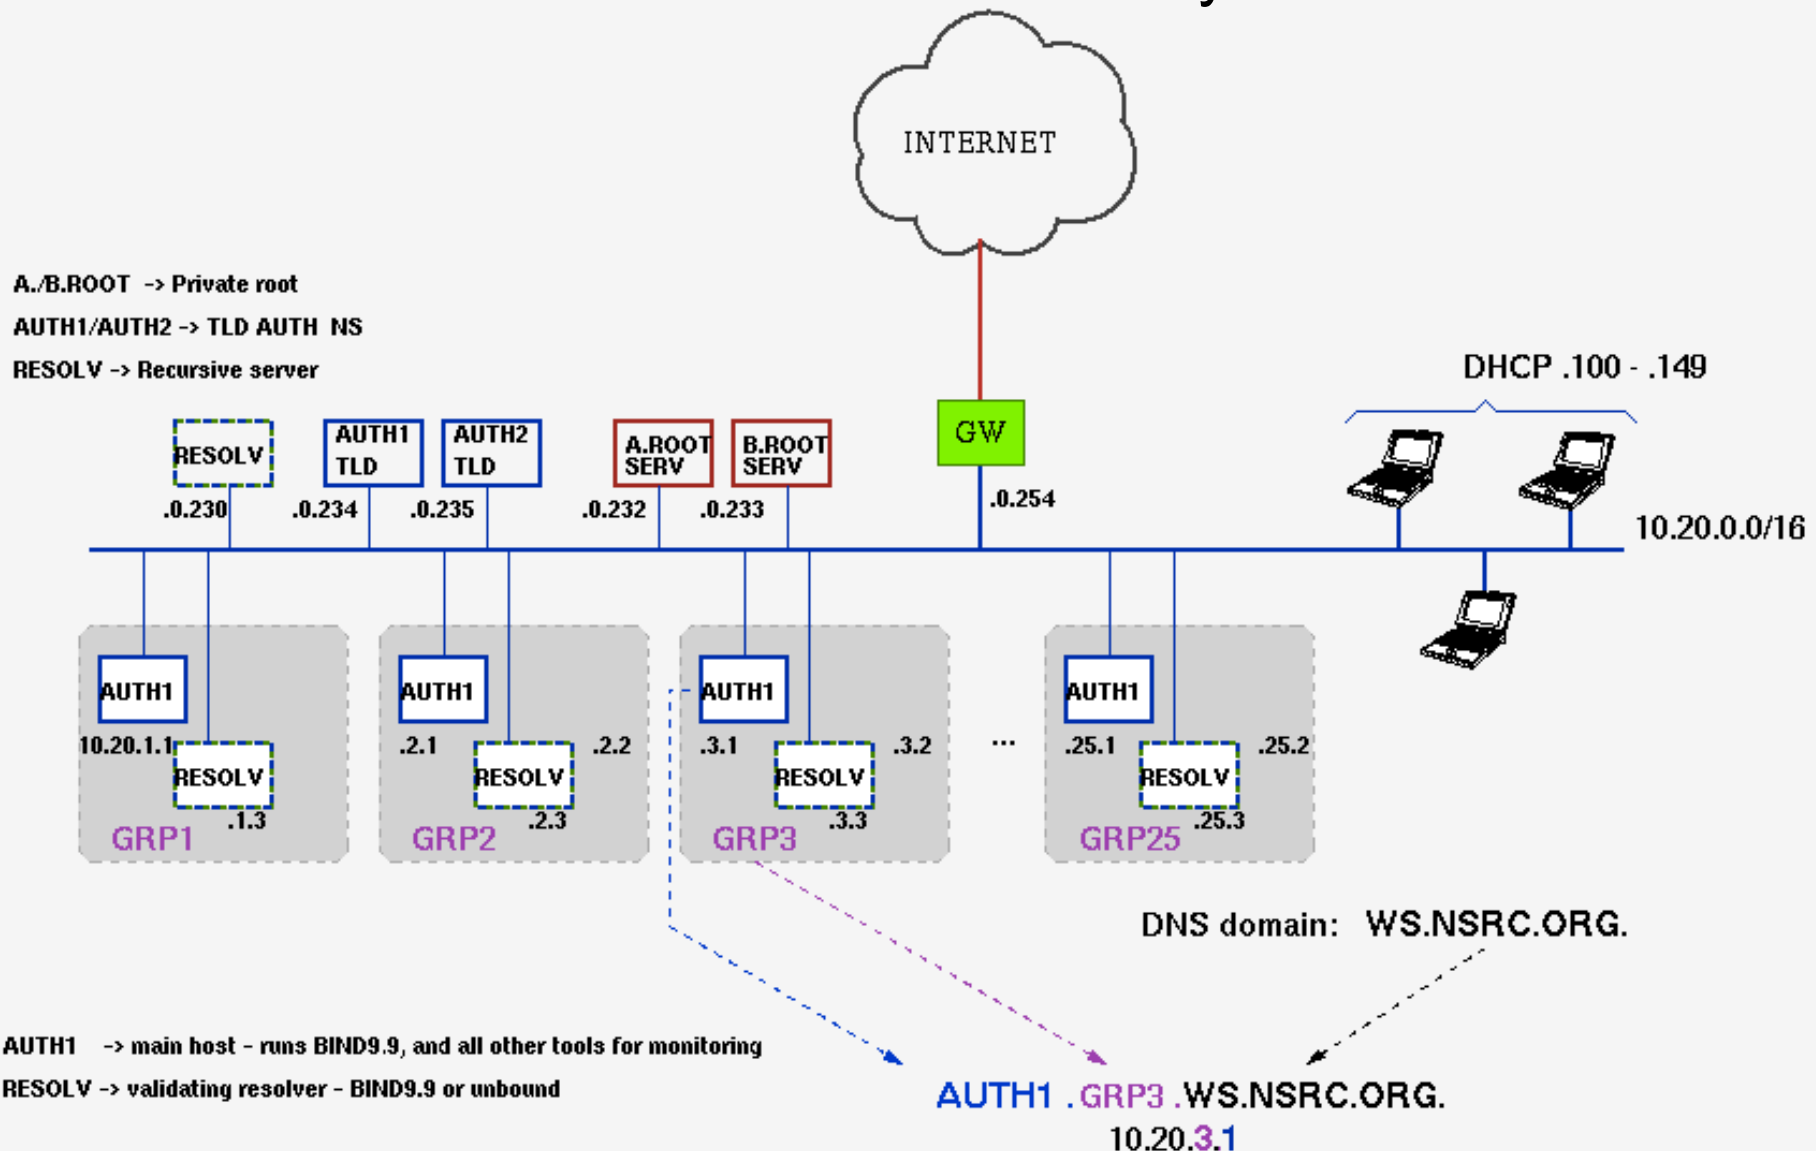 INTERNET
A./B.ROOT -> Private root
AUTH1/AUTH2 -> TLD AUTH NS
RESOLV -> Recursive server
DHCP .100 - .149
RESOLV
AUTH1
TLD
AUTH2
TLD
A.ROOT
SERV
B.ROOT
SERV
GW
.0.230
.0.234
.0.235
.0.232
.0.233
.0.254
10.20.0.0/16
AUTH1
AUTH1
AUTH1
AUTH1
10.20.1.1
.2.1
.2.2
.3.1
.3.2
...
.25.1
.25.2
RESOLV
RESOLV
RESOLV
RESOLV
.1.3
.2.3
.3.3
.25.3
GRP1
GRP2
GRP3
GRP25
DNS domain: WS.NSRC.ORG.
AUTH1 -> main host - runs BIND9.9, and all other tools for monitoring
RESOLV -> validating resolver - BIND9.9 or unbound
AUTH1 .GRP3 .WS.NSRC.ORG.
10.20.3.1